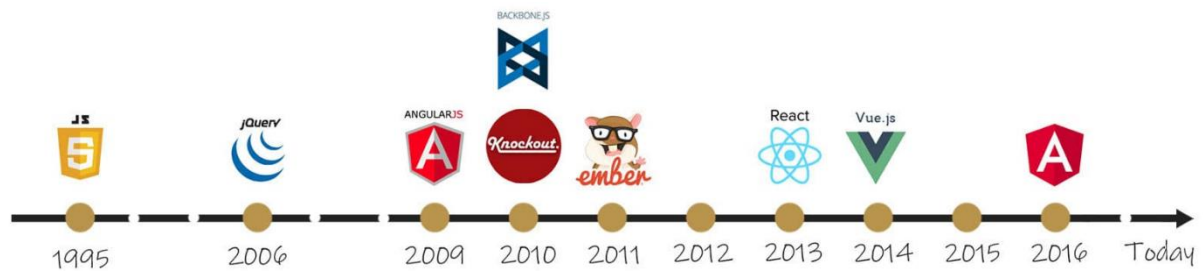 BACKBONE.JS
JS
jQuery
ANGULARJS
Knockout.
ember
React
Vue.js
A
A
5
1995
2006
2009
2010
2011
2012
2013
2014
2015
2016
Today